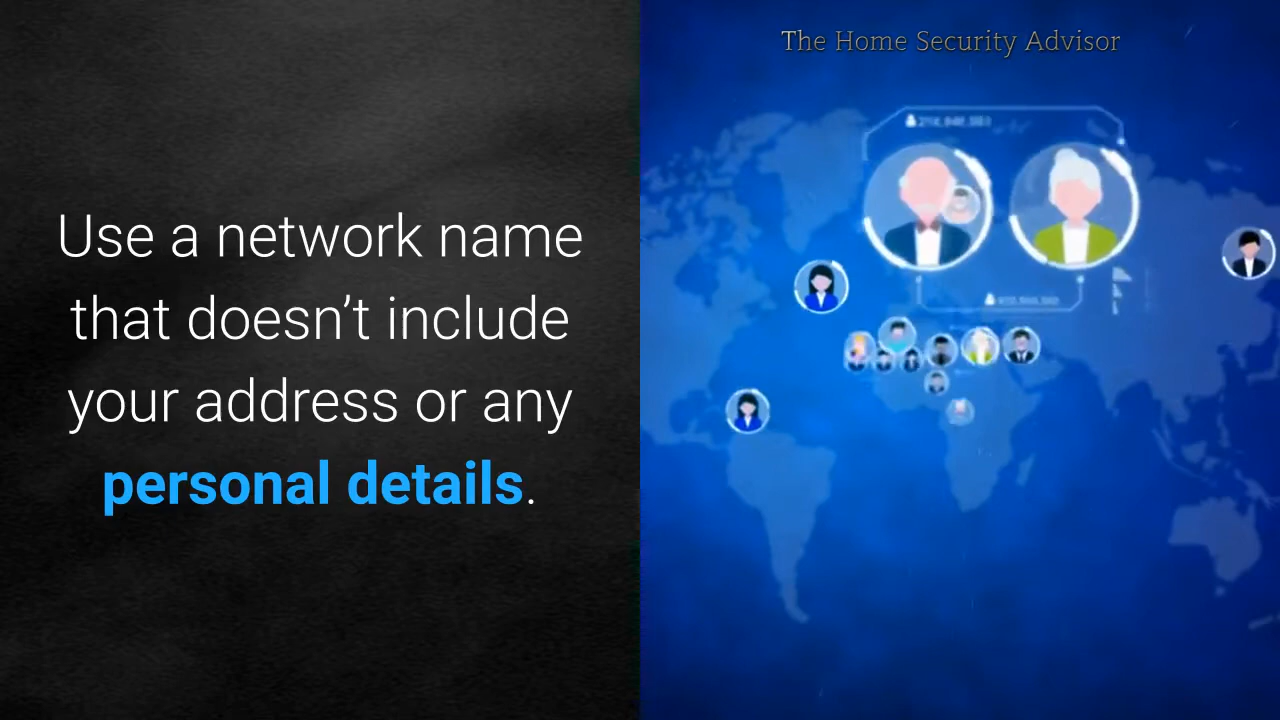 Use a network name
that doesn’t include
your address or any
personal details.
The Home Security Advisor